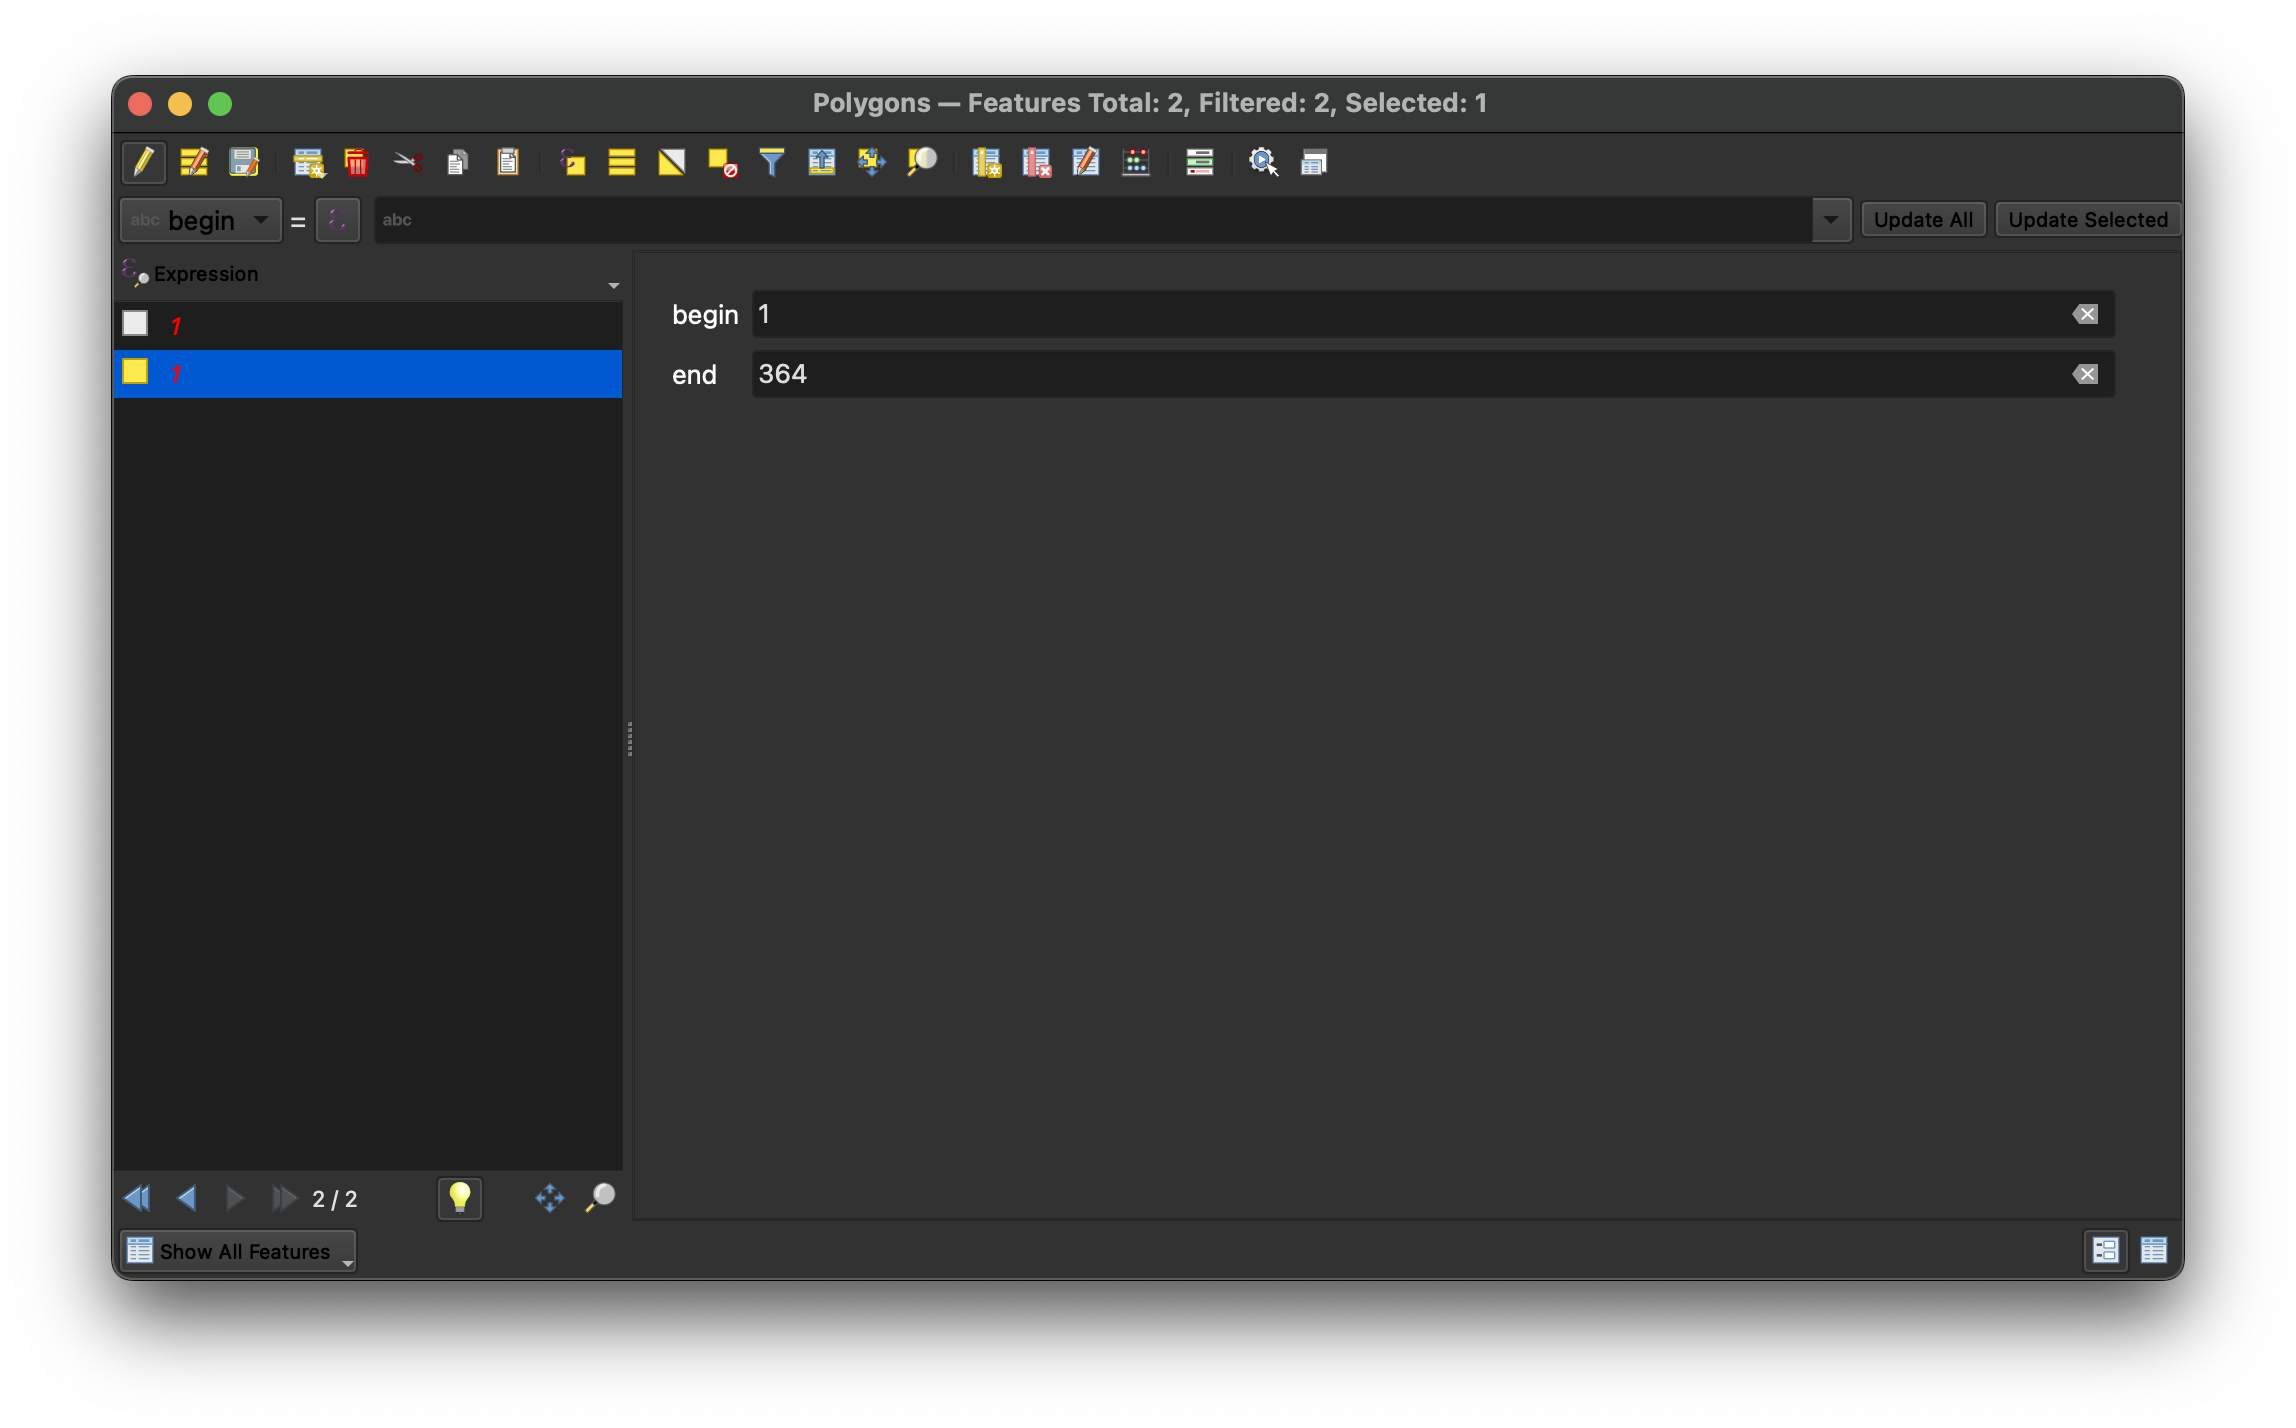 Polygons — Features Total: 2, Filtered: 2, Selected: 1
abc begin = ε abc Update All Update Selected
Expression
1
1
begin 1
end 364
2 / 2
Show All Features